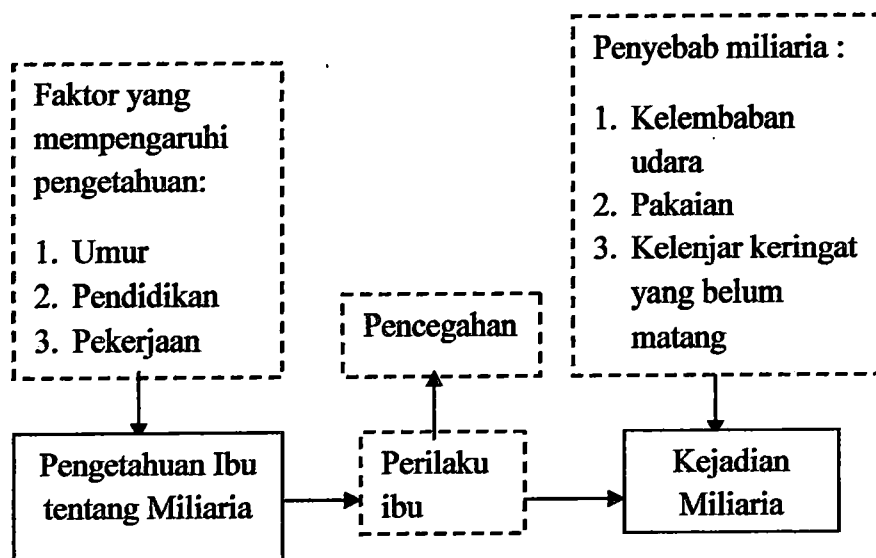 Faktor yang
mempengaruhi
pengetahuan:
1. Umur
2. Pendidikan
3. Pekerjaan
Penyebab miliaria :
1. Kelembaban
udara
2. Pakaian
3. Kelenjar keringat
yang belum
matang
Pencegahan
Pengetahuan Ibu
tentang Miliaria
Perilaku
ibu
Kejadian
Miliaria